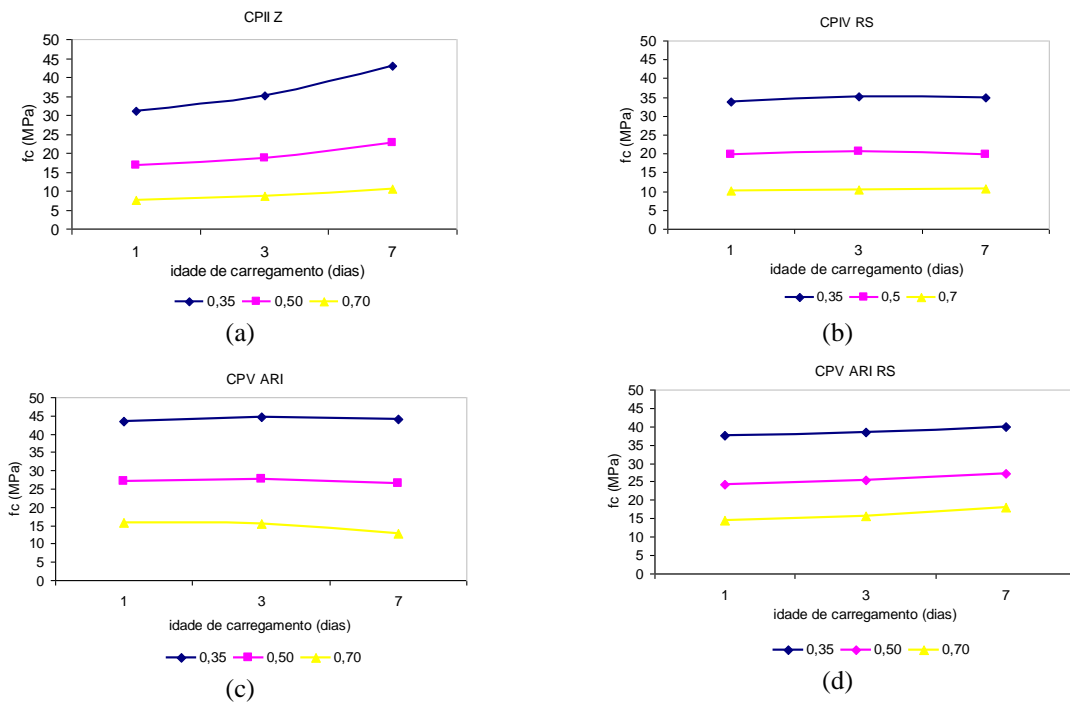 CPII Z
50
45
40
35
30
25
20
15
10
5
0
fc (MPa)
1 3 7
idade de carregamento (dias)
0,35 0,50 0,70
(a)
CPIV RS
50
45
40
35
30
25
20
15
10
5
0
fc (MPa)
1 3 7
idade de carregamento (dias)
0,35 0,5 0,7
(b)
CPV ARI
50
45
40
35
30
25
20
15
10
5
0
fc (MPa)
1 3 7
idade de carregamento (dias)
0,35 0,50 0,70
(c)
CPV ARI RS
50
45
40
35
30
25
20
15
10
5
0
fc (MPa)
1 3 7
idade de carregamento (dias)
0,35 0,50 0,70
(d)